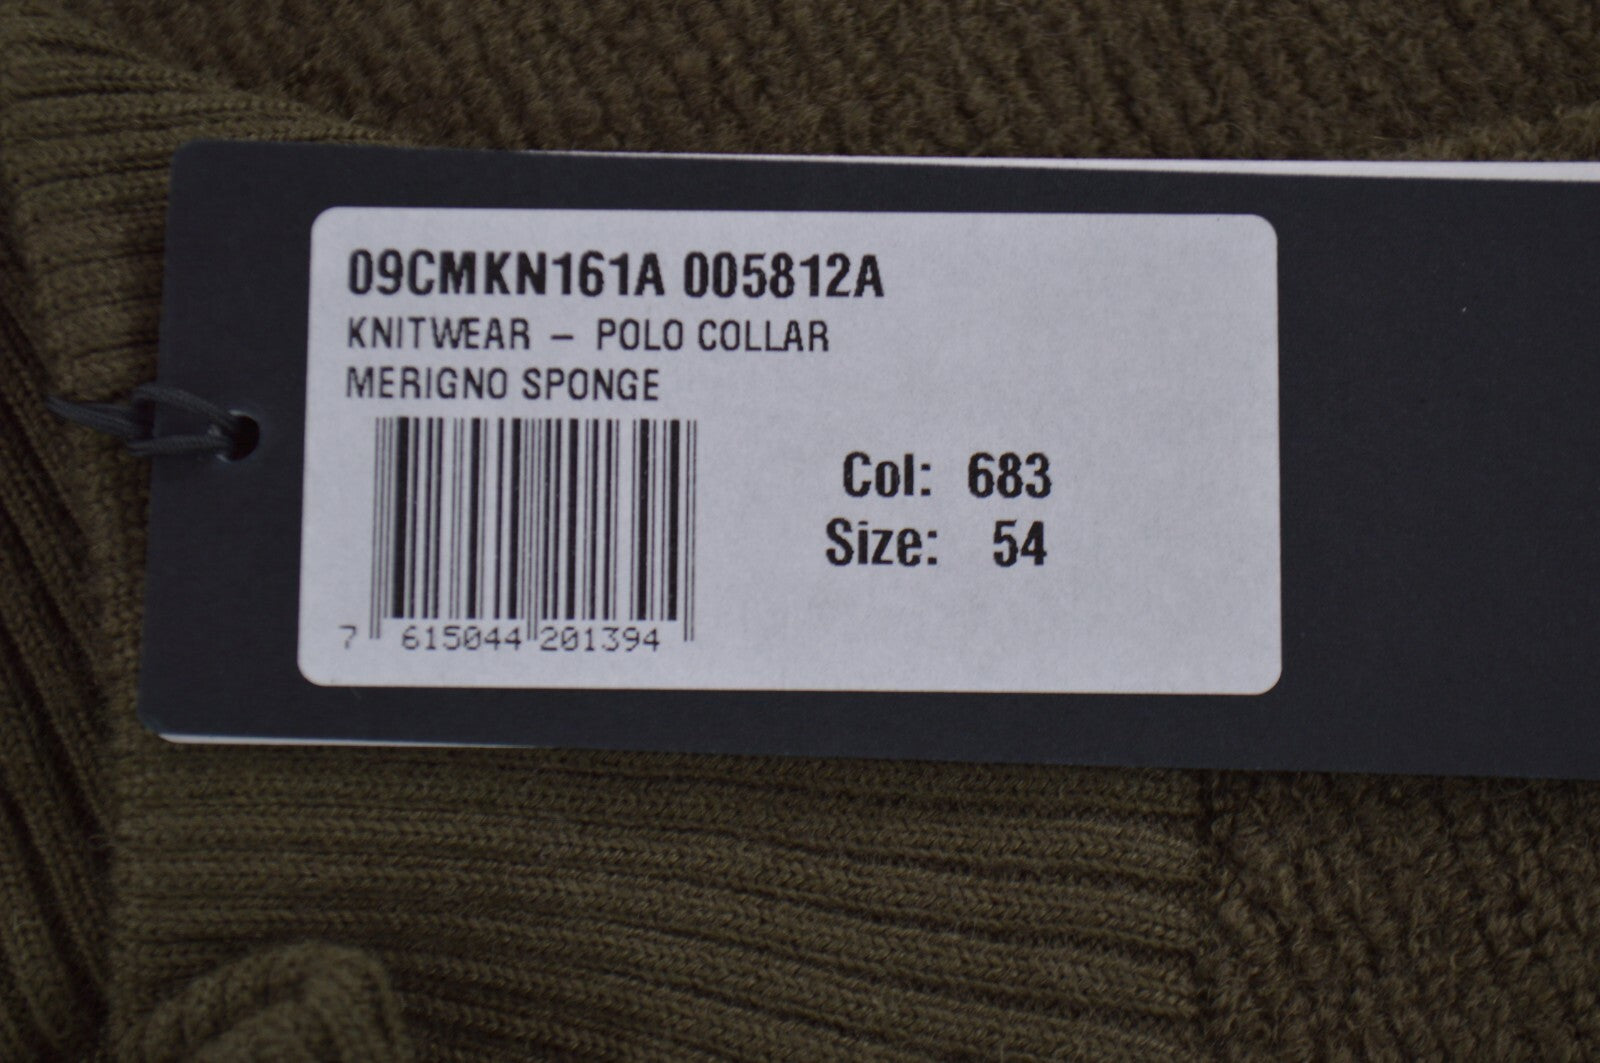 09CMKN161A 005812A
KNITWEAR – POLO COLLAR
MERIGNO SPONGE
Col: 683
Size: 54
7 615044 201394